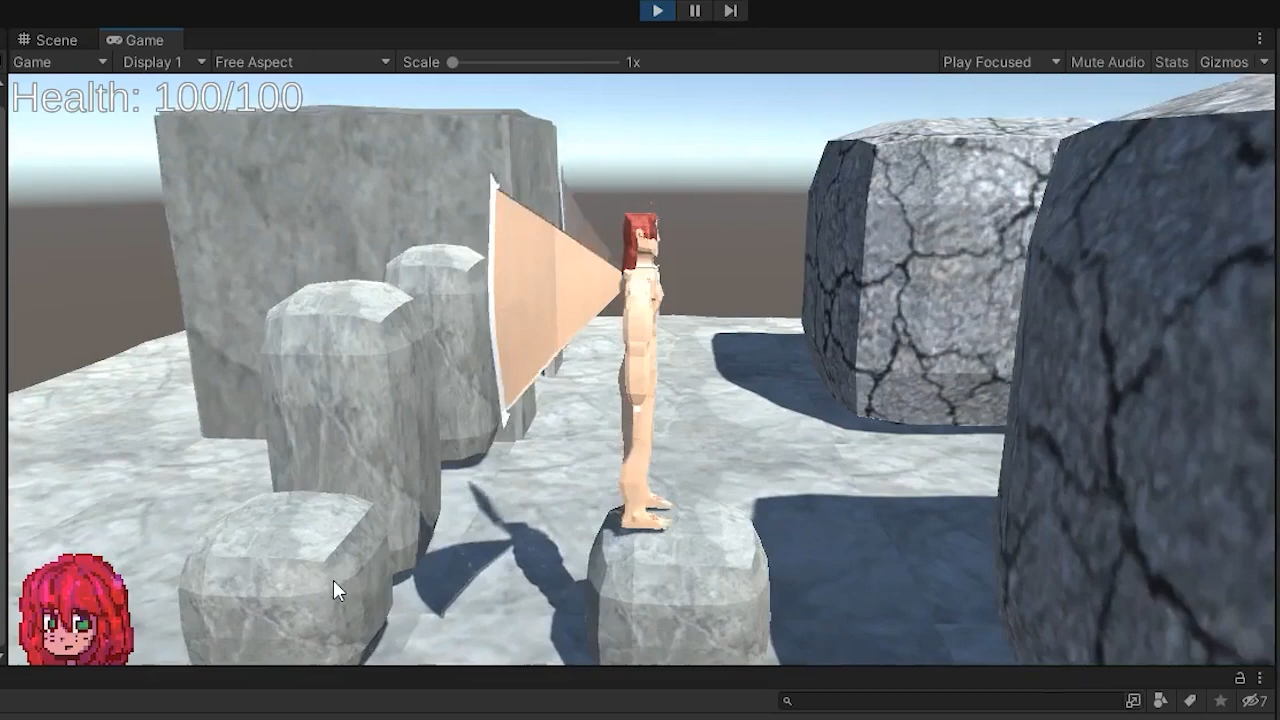 Scene Game
Game Display 1 Free Aspect Scale 1x Play Focused Mute Audio Stats Gizmos
Health: 100/100
7